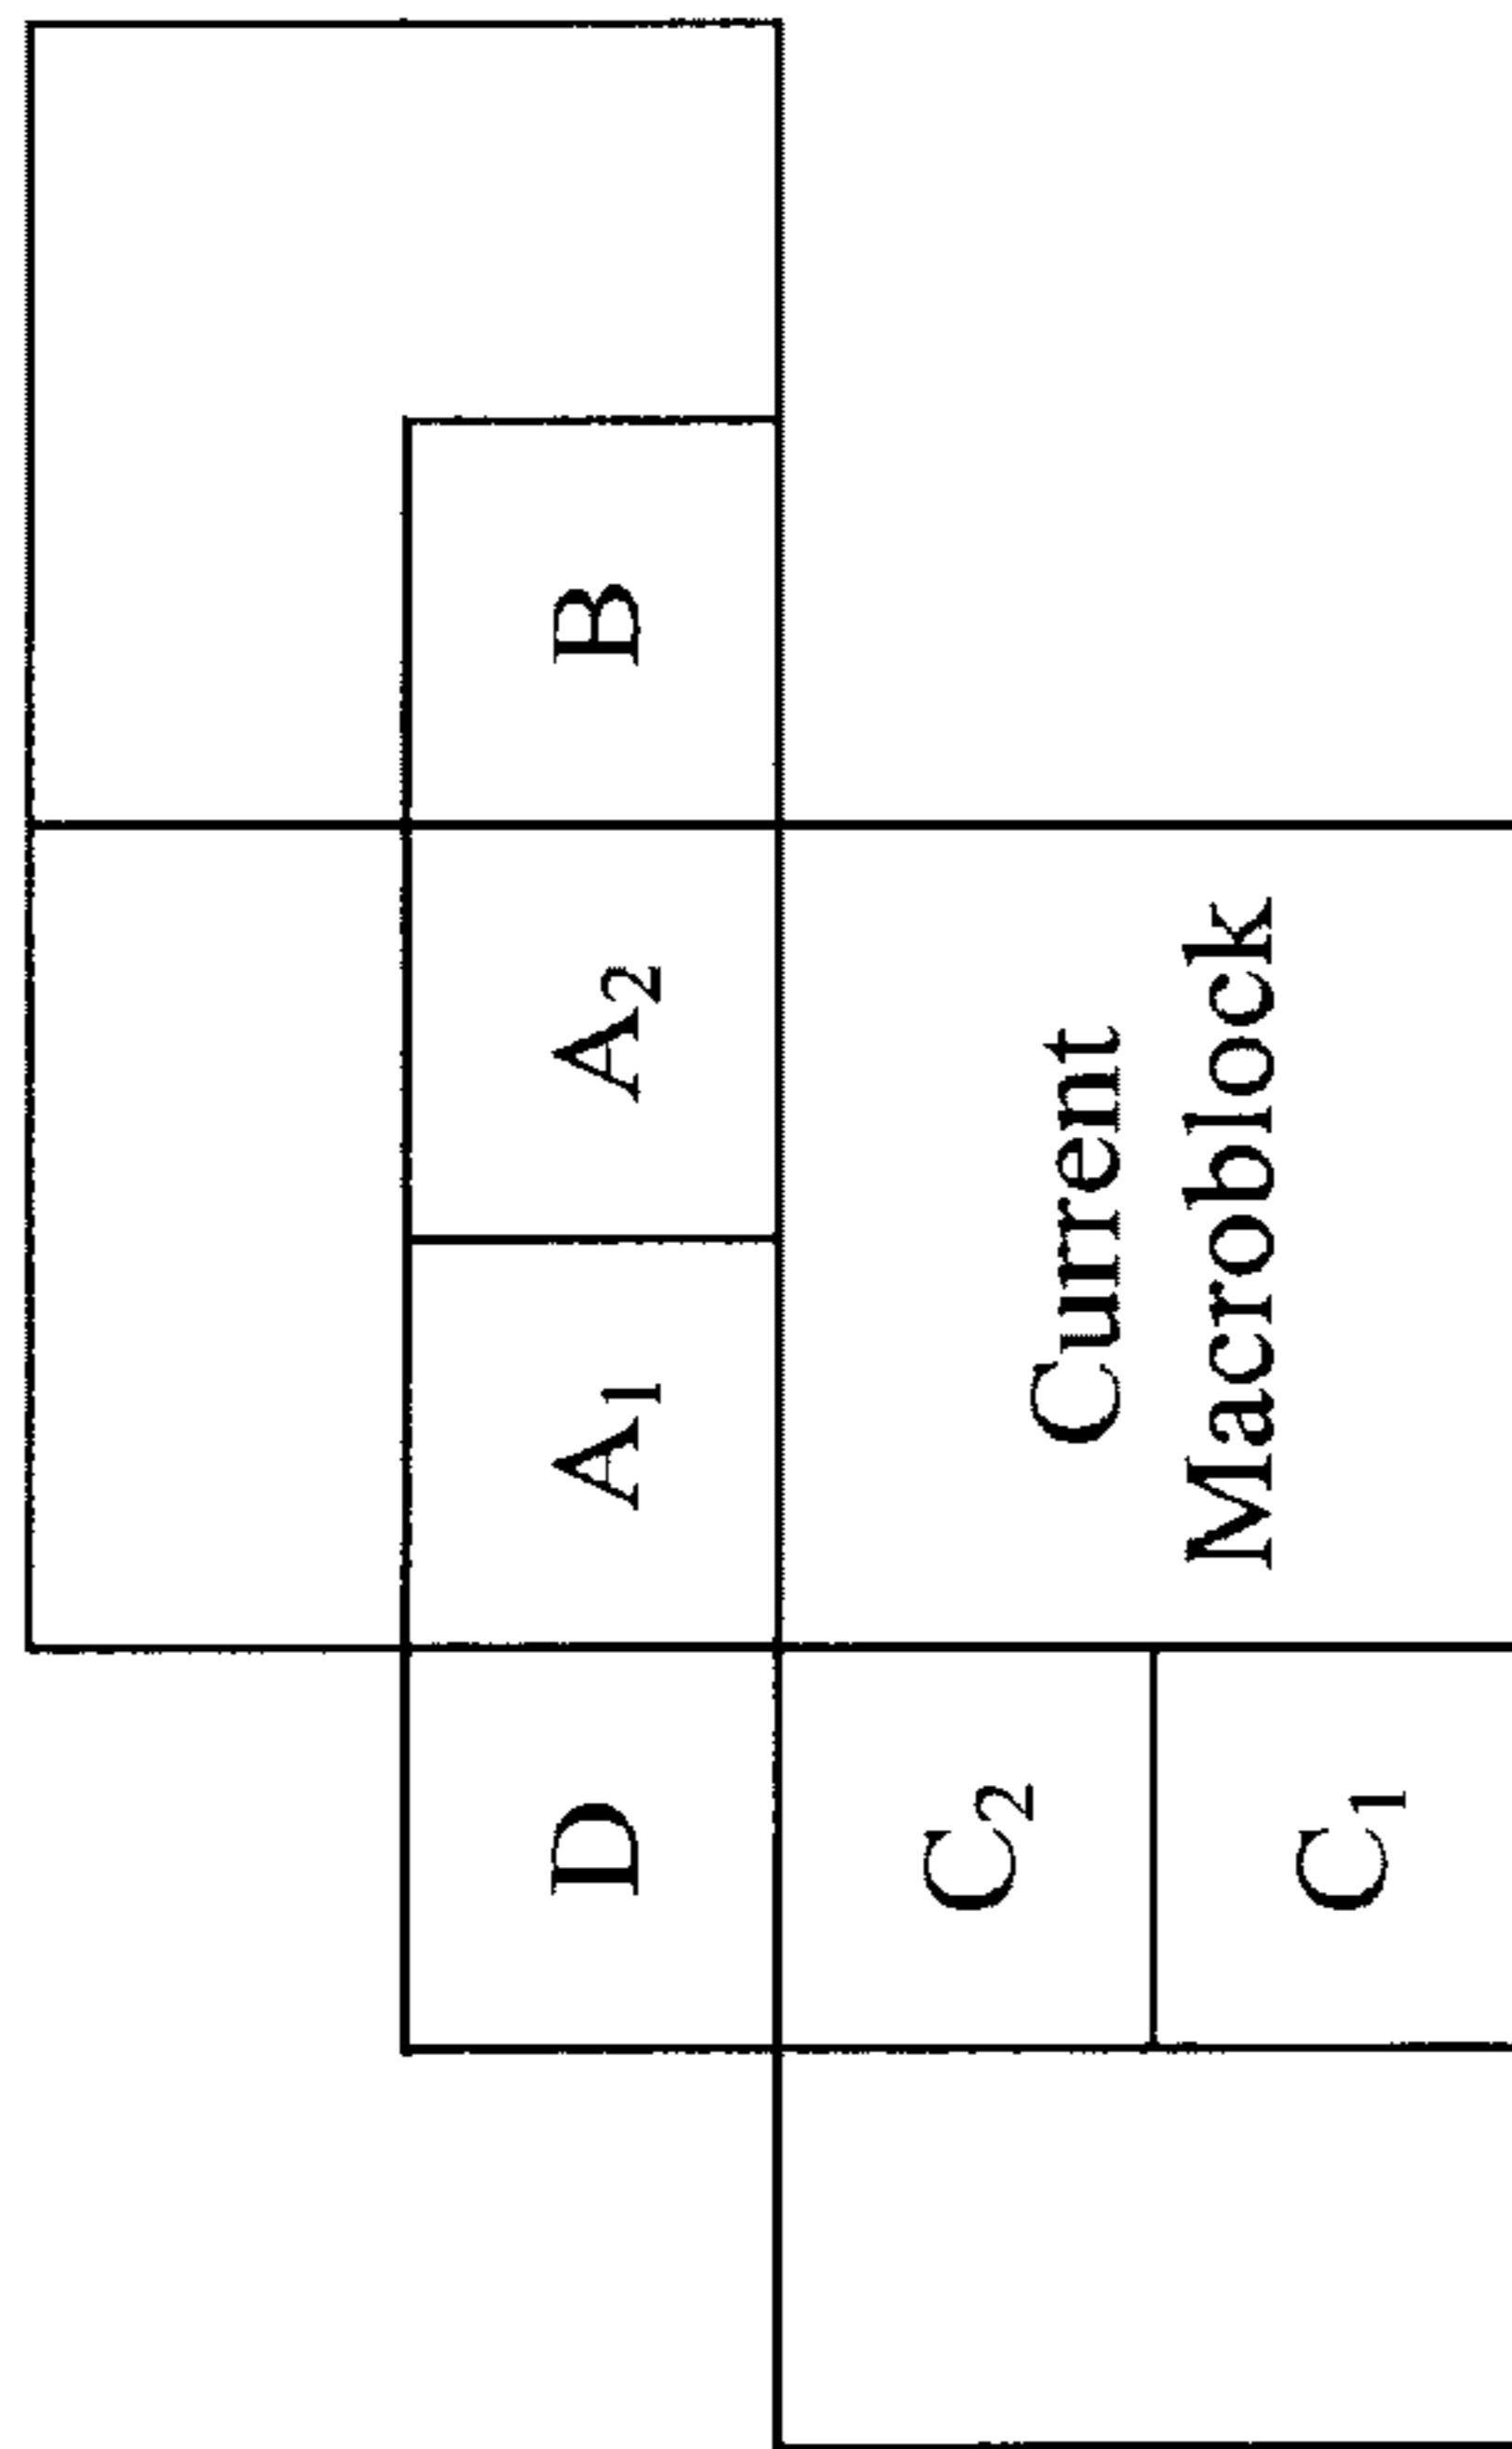 D
A₁
A₂
B
C₂
Current
Macroblock
C₁